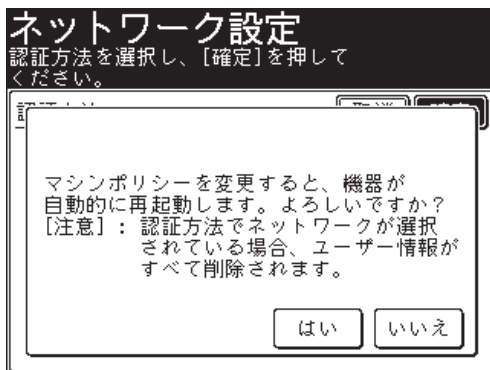 ネットワーク設定
認証方法を選択し、[確定]を押して
ください。
マシンポリシーを変更すると、機器が
自動的に再起動します。よろしいですか？
[注意]： 認証方法でネットワークが選択
されている場合、ユーザー情報が
すべて削除されます。
はい いいえ